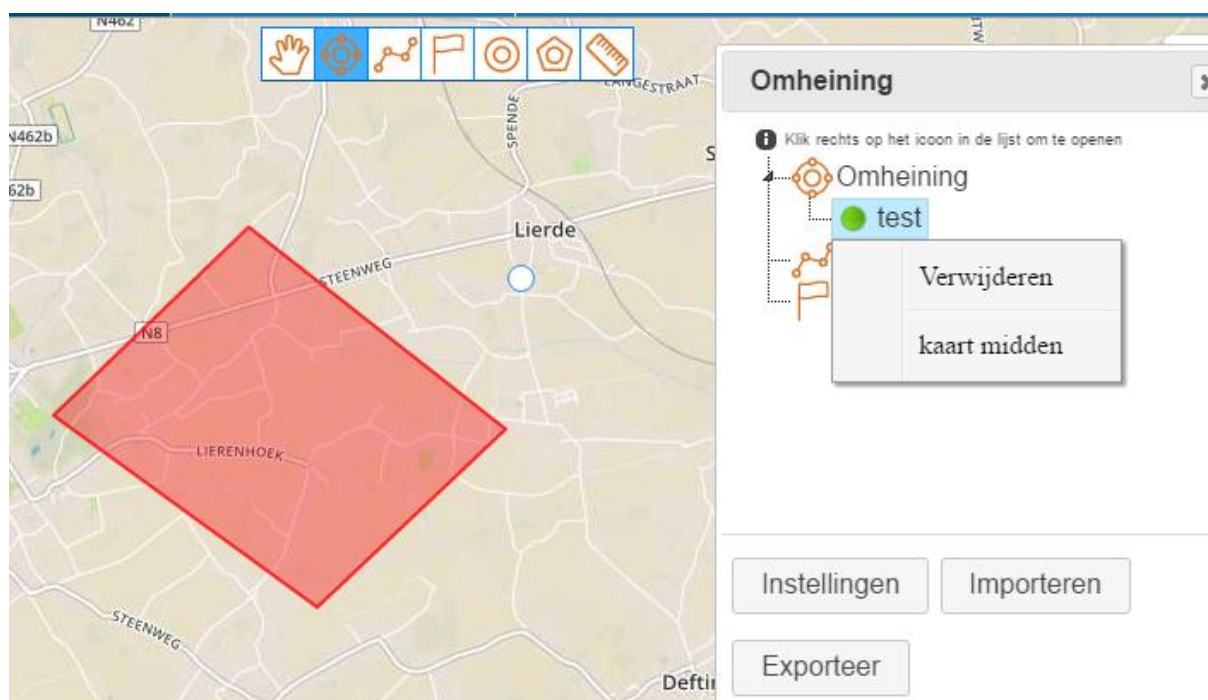 N462
LANGESTRAAT
Omheining
N462b
SPENDE
Klik rechts op het icoon in de lijst om te openen
Omheining
62b
test
Lierde
STEENWEG
Verwijderen
N8
kaart midden
LIERENHOEK
Instellingen
Importeren
STEENWEG
Exporteer
Deftin